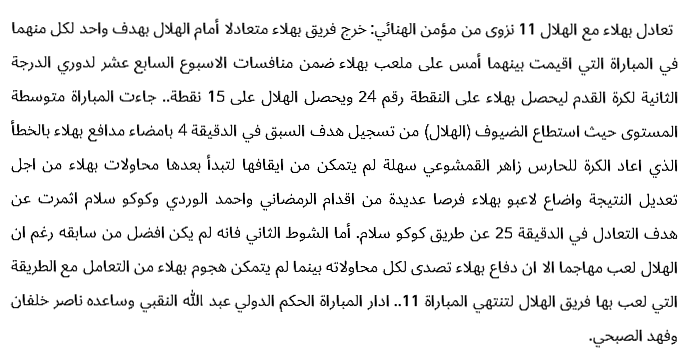 تعادل بهلاء مع الهلال 11 نزوى من مؤمن الهنائي: خرج فريق بهلاء متعادلا أمام الهلال بهدف واحد لكل منهما
في المباراة التي اقيمت بينهما أمس على ملعب بهلاء ضمن منافسات الاسبوع السابع عشر لدوري الدرجة
الثانية لكرة القدم ليحصل بهلاء على النقطة رقم 24 ويحصل الهلال على 15 نقطة.. جاءت المباراة متوسطة
المستوى حيث استطاع الضيوف (الهلال) من تسجيل هدف السبق في الدقيقة 4 بامضاء مدافع بهلاء بالخطأ
الذي اعاد الكرة للحارس زاهر القمشوعي سهلة لم يتمكن من ايقافها لتبدأ بعدها محاولات بهلاء من اجل
تعديل النتيجة واضاع لاعبو بهلاء فرصا عديدة من اقدام الرمضاني واحمد الوردي وكوكو سلام اثمرت عن
هدف التعادل في الدقيقة 25 عن طريق كوكو سلام. أما الشوط الثاني فانه لم يكن افضل من سابقه رغم ان
الهلال لعب مهاجما الا ان دفاع بهلاء تصدى لكل محاولاته بينما لم يتمكن هجوم بهلاء من التعامل مع الطريقة
التي لعب بها فريق الهلال لتنتهي المباراة 11.. ادار المباراة الحكم الدولي عبد الله النقبي وساعده ناصر خلفان
وفهد الصبحي.